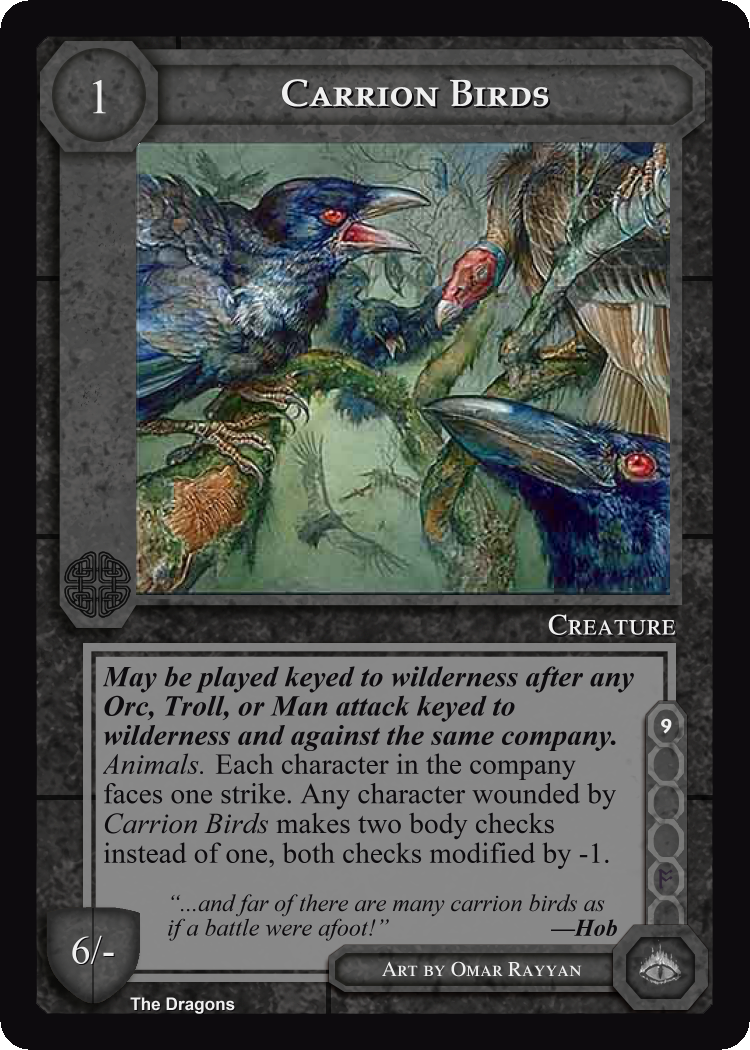 1
CARRION BIRDS
CREATURE
May be played keyed to wilderness after any
Orc, Troll, or Man attack keyed to
wilderness and against the same company.
Animals. Each character in the company
faces one strike. Any character wounded by
Carrion Birds makes two body checks
instead of one, both checks modified by -1.
9
“...and far of there are many carrion birds as
if a battle were afoot!” —Hob
6/-
ART BY OMAR RAYYAN
The Dragons